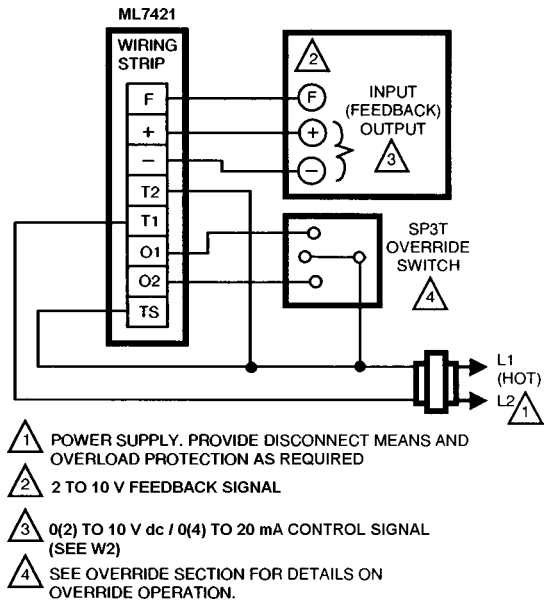 ML7421
WIRING
STRIP
F
+
−
T2
T1
O1
O2
TS
2
F
+
−
INPUT
(FEEDBACK)
OUTPUT
3
SP3T
OVERRIDE
SWITCH
4
L1
(HOT)
L2
1
1 POWER SUPPLY. PROVIDE DISCONNECT MEANS AND
OVERLOAD PROTECTION AS REQUIRED
2 2 TO 10 V FEEDBACK SIGNAL
3 0(2) TO 10 V dc / 0(4) TO 20 mA CONTROL SIGNAL
(SEE W2)
4 SEE OVERRIDE SECTION FOR DETAILS ON
OVERRIDE OPERATION.